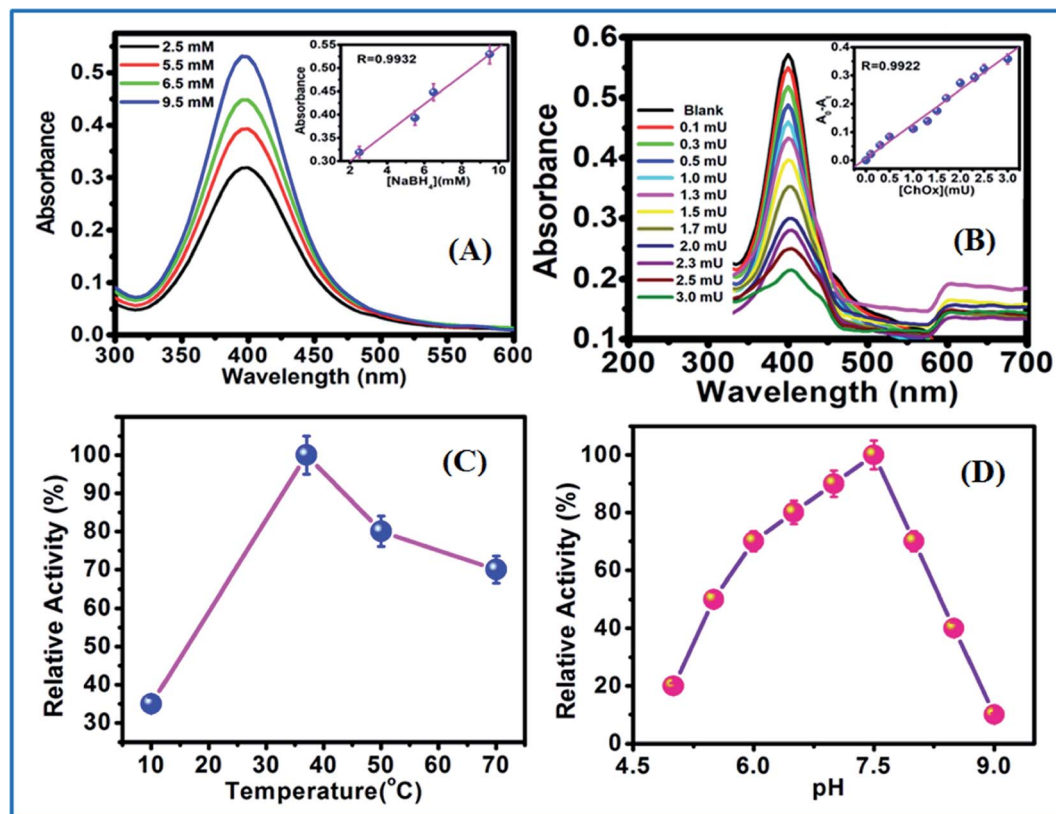 2.5 mM
5.5 mM
6.5 mM
9.5 mM
R=0.9932
Absorbance
0.55
0.50
0.45
0.40
0.35
0.30
2 4 6 8 10
[NaBH4](mM)
(A)
Absorbance
0.5
0.4
0.3
0.2
0.1
0.0
300 350 400 450 500 550 600
Wavelength (nm)
Blank
0.1 mU
0.3 mU
0.5 mU
1.0 mU
1.3 mU
1.5 mU
1.7 mU
2.0 mU
2.3 mU
2.5 mU
3.0 mU
R=0.9922
A0-At
0.4
0.3
0.2
0.1
0.0
0.0 0.5 1.0 1.5 2.0 2.5 3.0
[ChOx](mU)
(B)
Absorbance
0.6
0.5
0.4
0.3
0.2
0.1
200 300 400 500 600 700
Wavelength (nm)
(C)
Relative Activity (%)
100
90
80
70
60
50
40
30
10 20 30 40 50 60 70
Temperature(°C)
(D)
Relative Activity (%)
100
80
60
40
20
0
4.5 6.0 7.5 9.0
pH